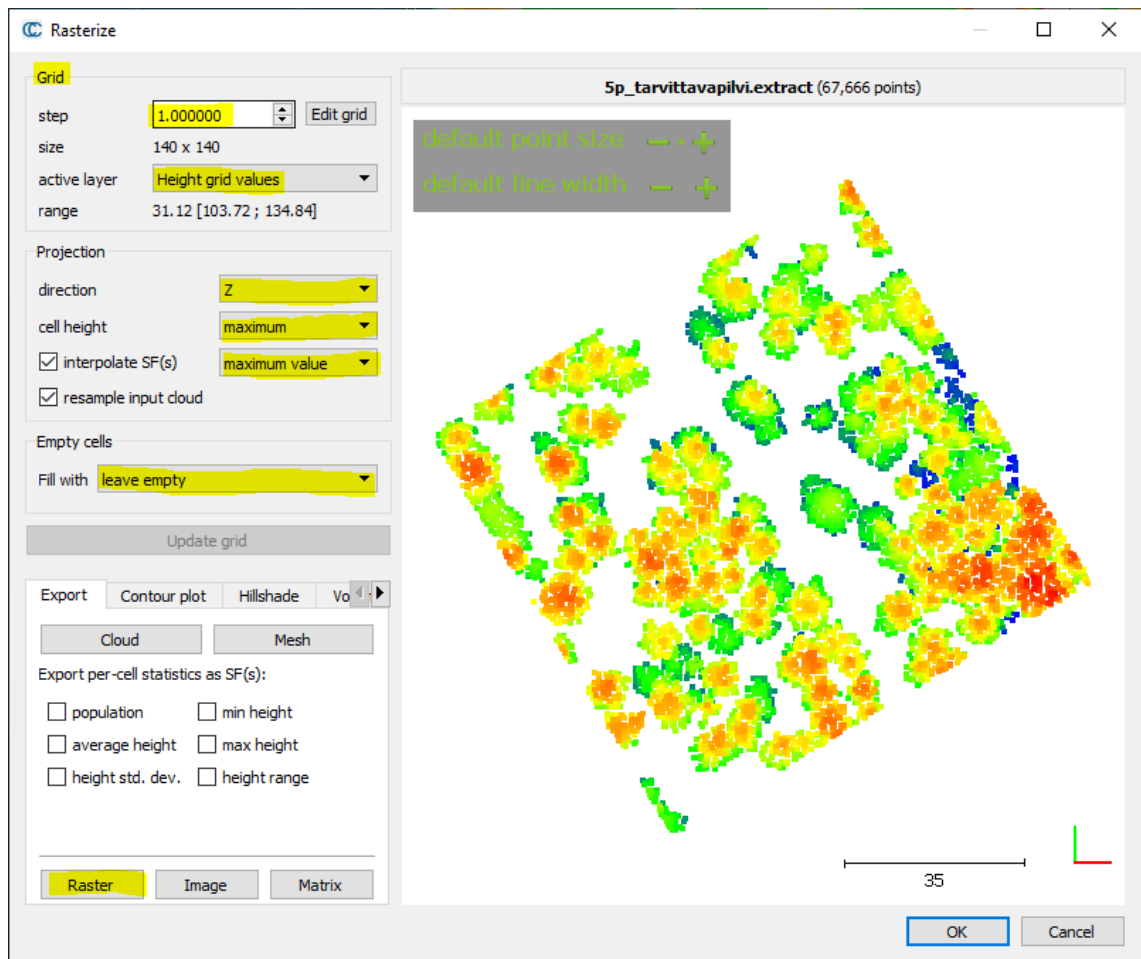 Rasterize
Grid
step 1.000000 Edit grid
size 140 x 140
active layer Height grid values
range 31.12 [103.72 ; 134.84]
Projection
direction Z
cell height maximum
interpolate SF(s) maximum value
resample input cloud
Empty cells
Fill with leave empty
Update grid
Export Contour plot Hillshade Vo
Cloud Mesh
Export per-cell statistics as SF(s):
population min height
average height max height
height std. dev. height range
Raster Image Matrix
5p_tarvittavapilvi.extract (67,666 points)
default point size
default line width
35
OK Cancel